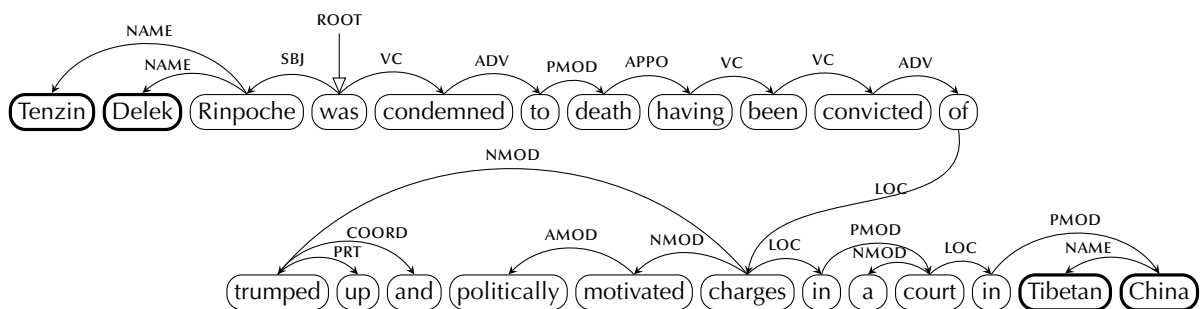 ROOT
NAME
NAME SBJ VC ADV PMOD APPO VC VC ADV
Tenzin Delek Rinpoche was condemned to death having been convicted of
NMOD
LOC
COORD PMOD PMOD
PRT AMOD NMOD LOC NMOD LOC NAME
trumped up and politically motivated charges in a court in Tibetan China